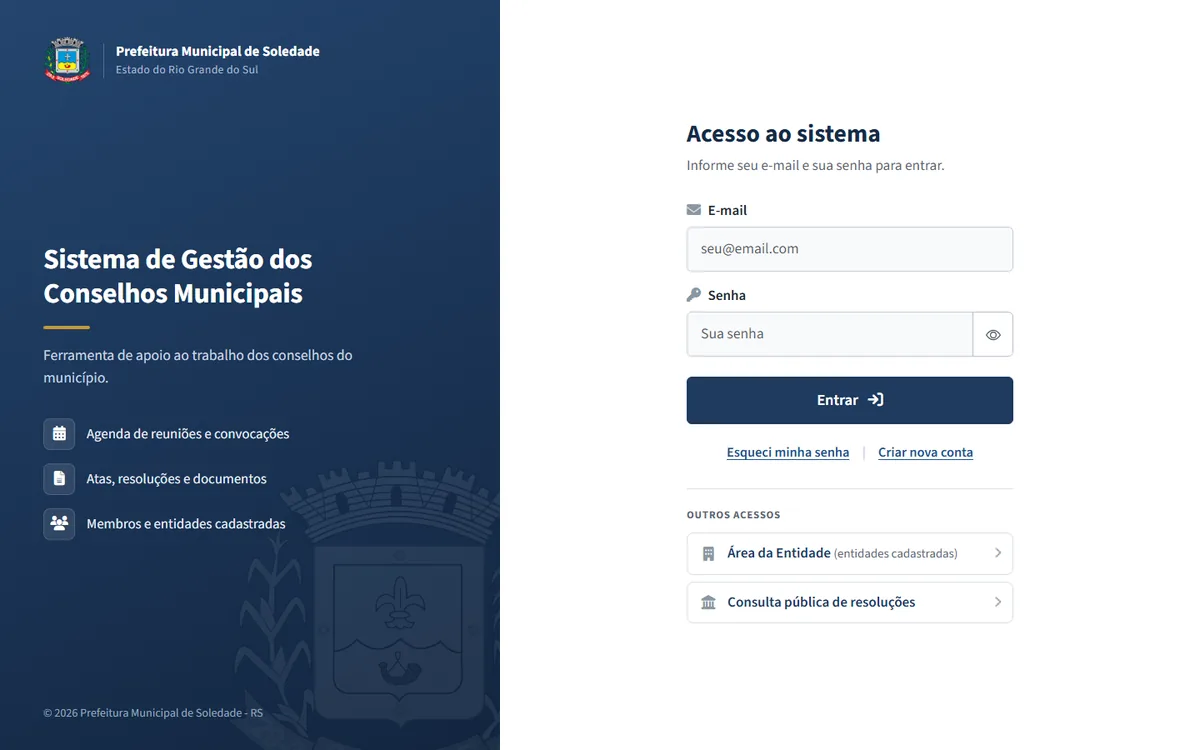 Prefeitura Municipal de Soledade
Estado do Rio Grande do Sul
Sistema de Gestão dos
Conselhos Municipais
Ferramenta de apoio ao trabalho dos conselhos do
município.
Agenda de reuniões e convocações
Atas, resoluções e documentos
Membros e entidades cadastradas
© 2026 Prefeitura Municipal de Soledade - RS
Acesso ao sistema
Informe seu e-mail e sua senha para entrar.
E-mail
seu@email.com
Senha
Sua senha
Entrar
Esqueci minha senha | Criar nova conta
OUTROS ACESSOS
Área da Entidade (entidades cadastradas)
Consulta pública de resoluções